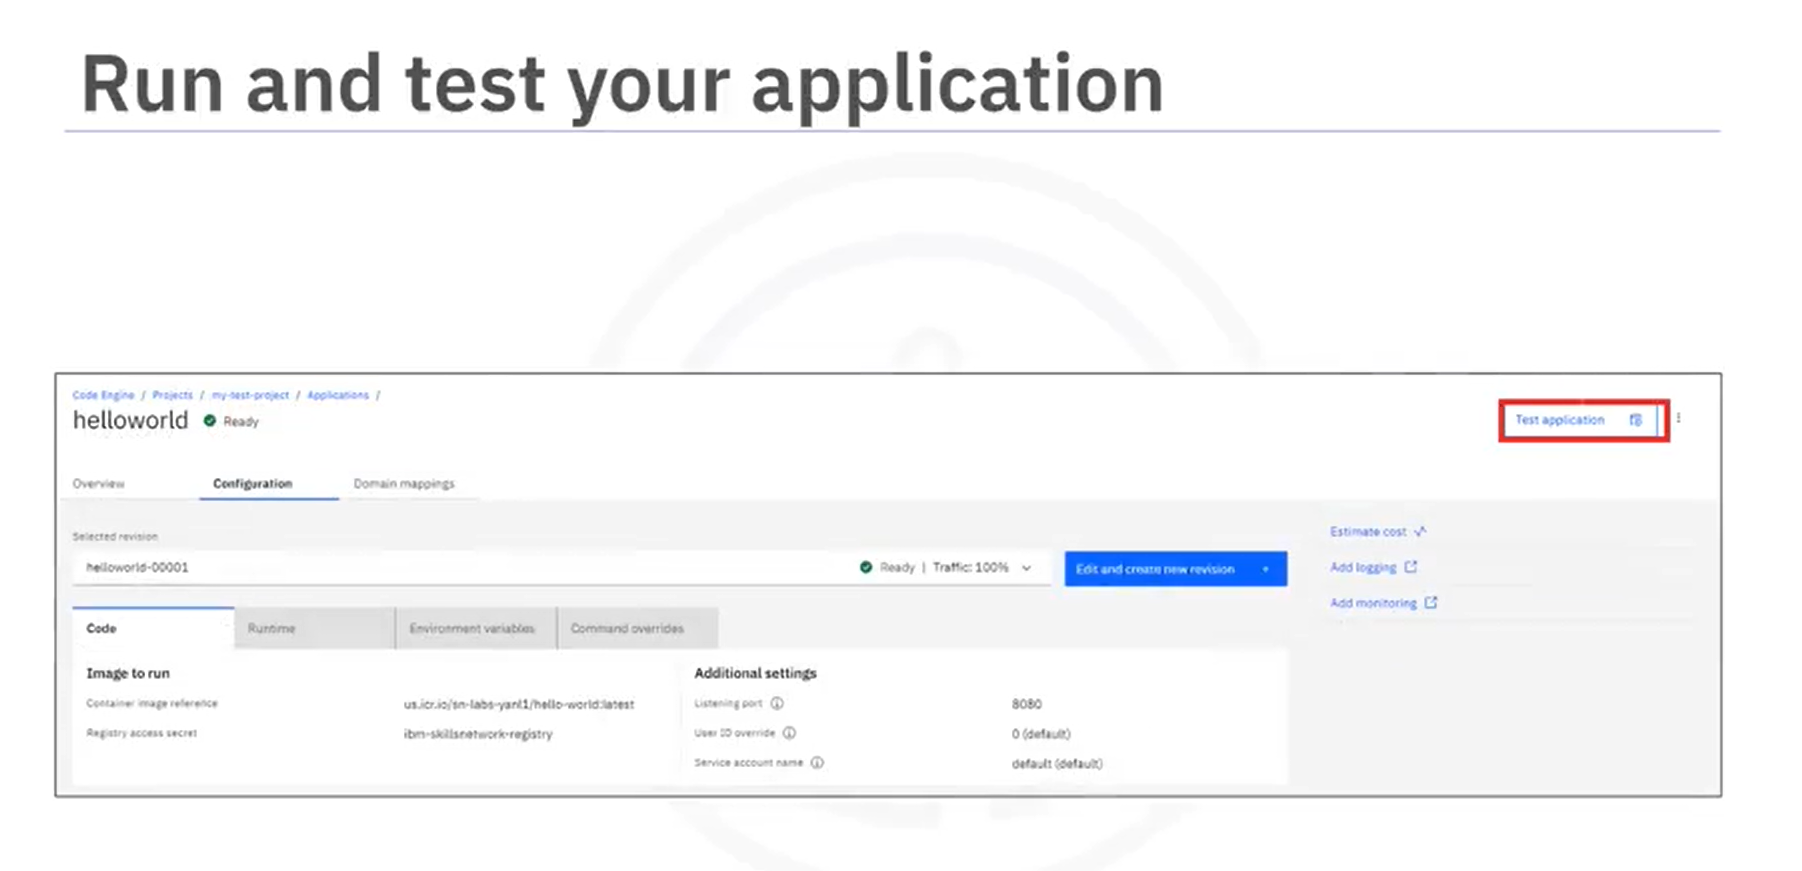 Run and test your application
Code Engine / Projects / my-test-project / Applications /
helloworld Ready
Test application
Overview Configuration Domain mappings
Selected revision
helloworld-00001 Ready | Traffic: 100%
Edit and create new revision
Estimate cost
Add logging
Add monitoring
Code Runtime Environment variables Command overrides
Image to run
Container image reference us.icr.io/sn-labs-yanl1/hello-world:latest
Registry access secret ibm-skillsnetwork-registry
Additional settings
Listening port 8080
User ID override 0 (default)
Service account name default (default)